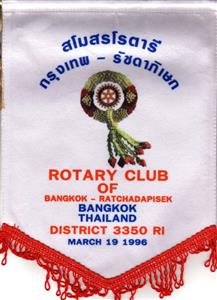 สโมสรโรตารี
กรุงเทพ - รัชดาภิเษก
ROTARY CLUB
OF
BANGKOK - RATCHADAPISEK
BANGKOK
THAILAND
DISTRICT 3350 RI
MARCH 19 1996